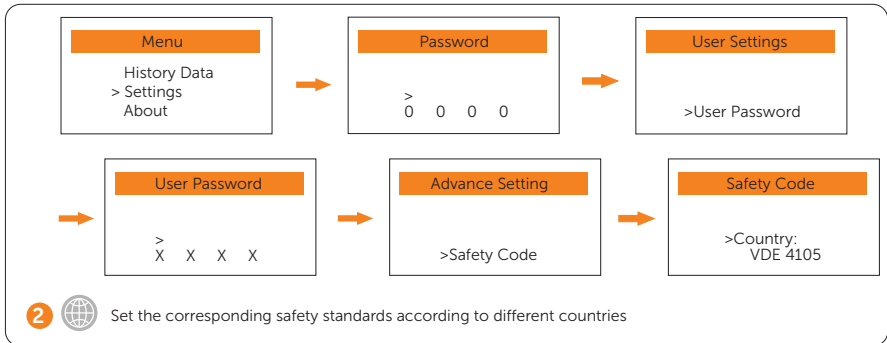 Menu
History Data
> Settings
About
Password
>
0 0 0 0
User Settings
>User Password
User Password
>
X X X X
Advance Setting
>Safety Code
Safety Code
>Country:
VDE 4105
2 Set the corresponding safety standards according to different countries